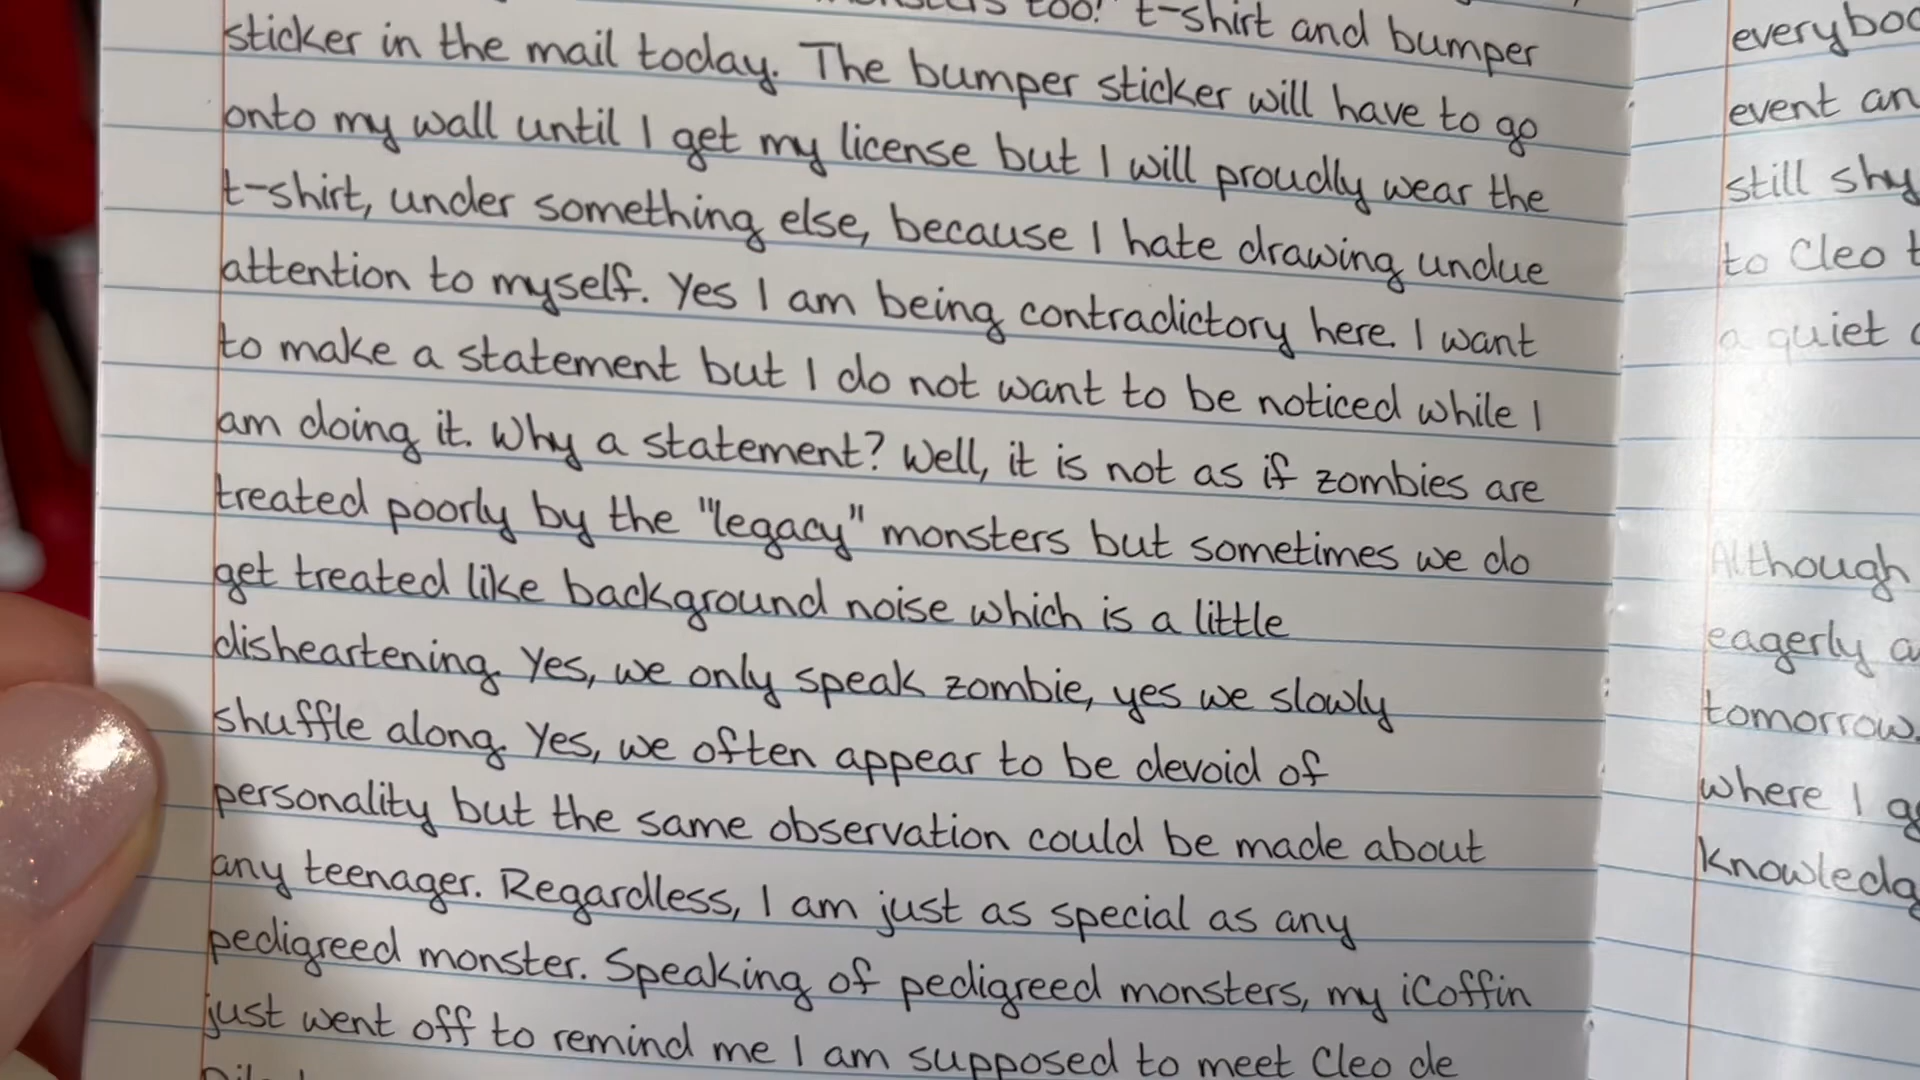 too! t-shirt and bumper
sticker in the mail today. The bumper sticker will have to go
onto my wall until I get my license but I will proudly wear the
t-shirt, under something else, because I hate drawing undue
attention to myself. Yes I am being contradictory here. I want
to make a statement but I do not want to be noticed while I
am doing it. Why a statement? Well, it is not as if zombies are
treated poorly by the "legacy" monsters but sometimes we do
get treated like background noise which is a little
disheartening. Yes, we only speak zombie, yes we slowly
shuffle along. Yes, we often appear to be devoid of
personality but the same observation could be made about
any teenager. Regardless, I am just as special as any
pedigreed monster. Speaking of pedigreed monsters, my iCoffin
just went off to remind me I am supposed to meet Cleo de
event
still shy
to Cleo
a quiet
Although
eagerly
tomorrow.
where I